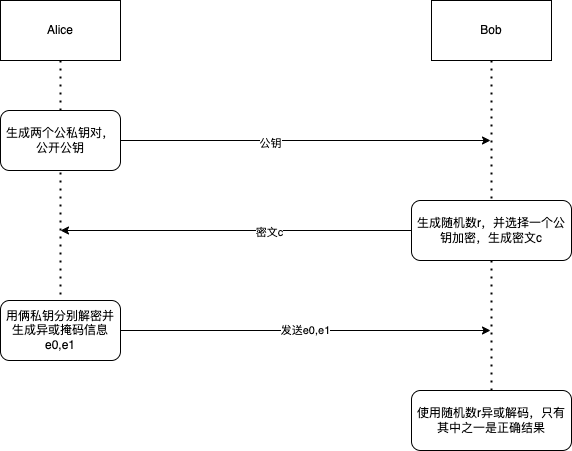 Alice
Bob
生成两个公私钥对,
公开公钥
公钥
生成随机数r，并选择一个公
钥加密，生成密文c
密文c
用俩私钥分别解密并
生成异或掩码信息
e0,e1
发送e0,e1
使用随机数r异或解码，只有
其中之一是正确结果